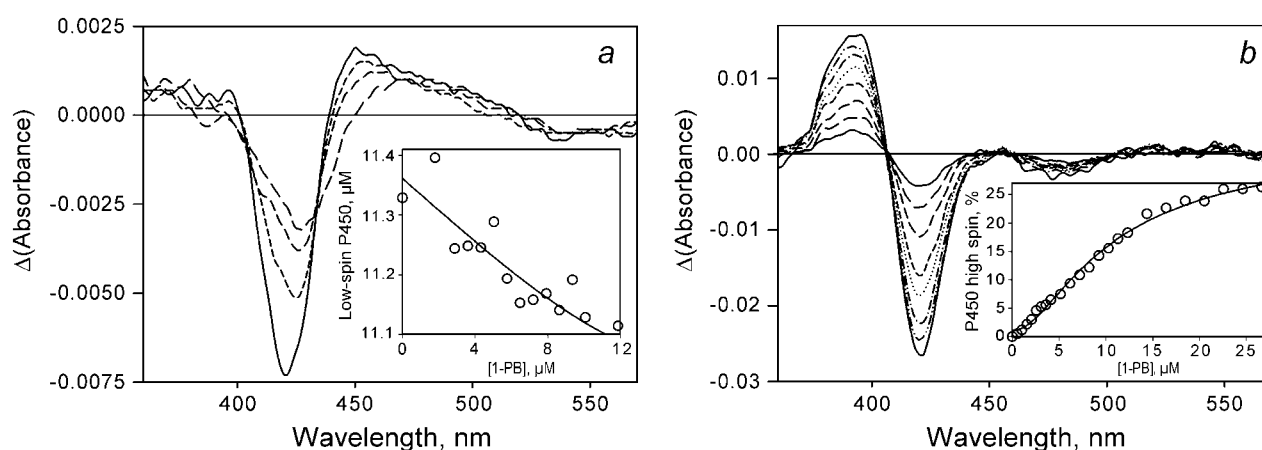 0.0025
0.0000
-0.0025
-0.0050
-0.0075
Δ(Absorbance)
a
11.4
11.3
11.2
11.1
Low-spin P450, µM
0 4 8 12
[1-PB], µM
400 450 500 550
Wavelength, nm
0.01
0.00
-0.01
-0.02
-0.03
Δ(Absorbance)
b
25
20
15
10
5
0
P450 high spin, %
0 5 10 15 20 25
[1-PB], µM
400 450 500 550
Wavelength, nm